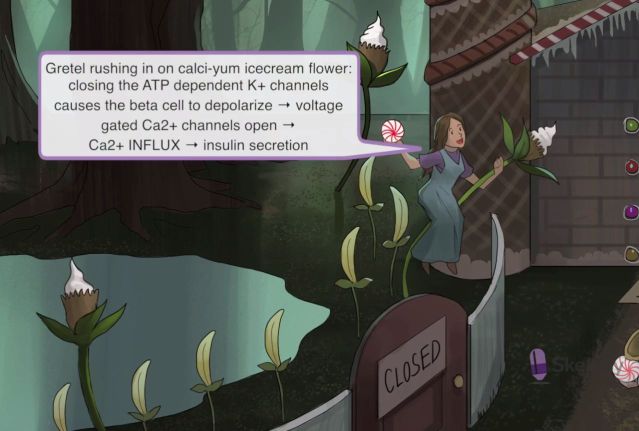 Gretel rushing in on calci-yum icecream flower:
closing the ATP dependent K+ channels
causes the beta cell to depolarize → voltage
gated Ca2+ channels open →
Ca2+ INFLUX → insulin secretion
CLOSED